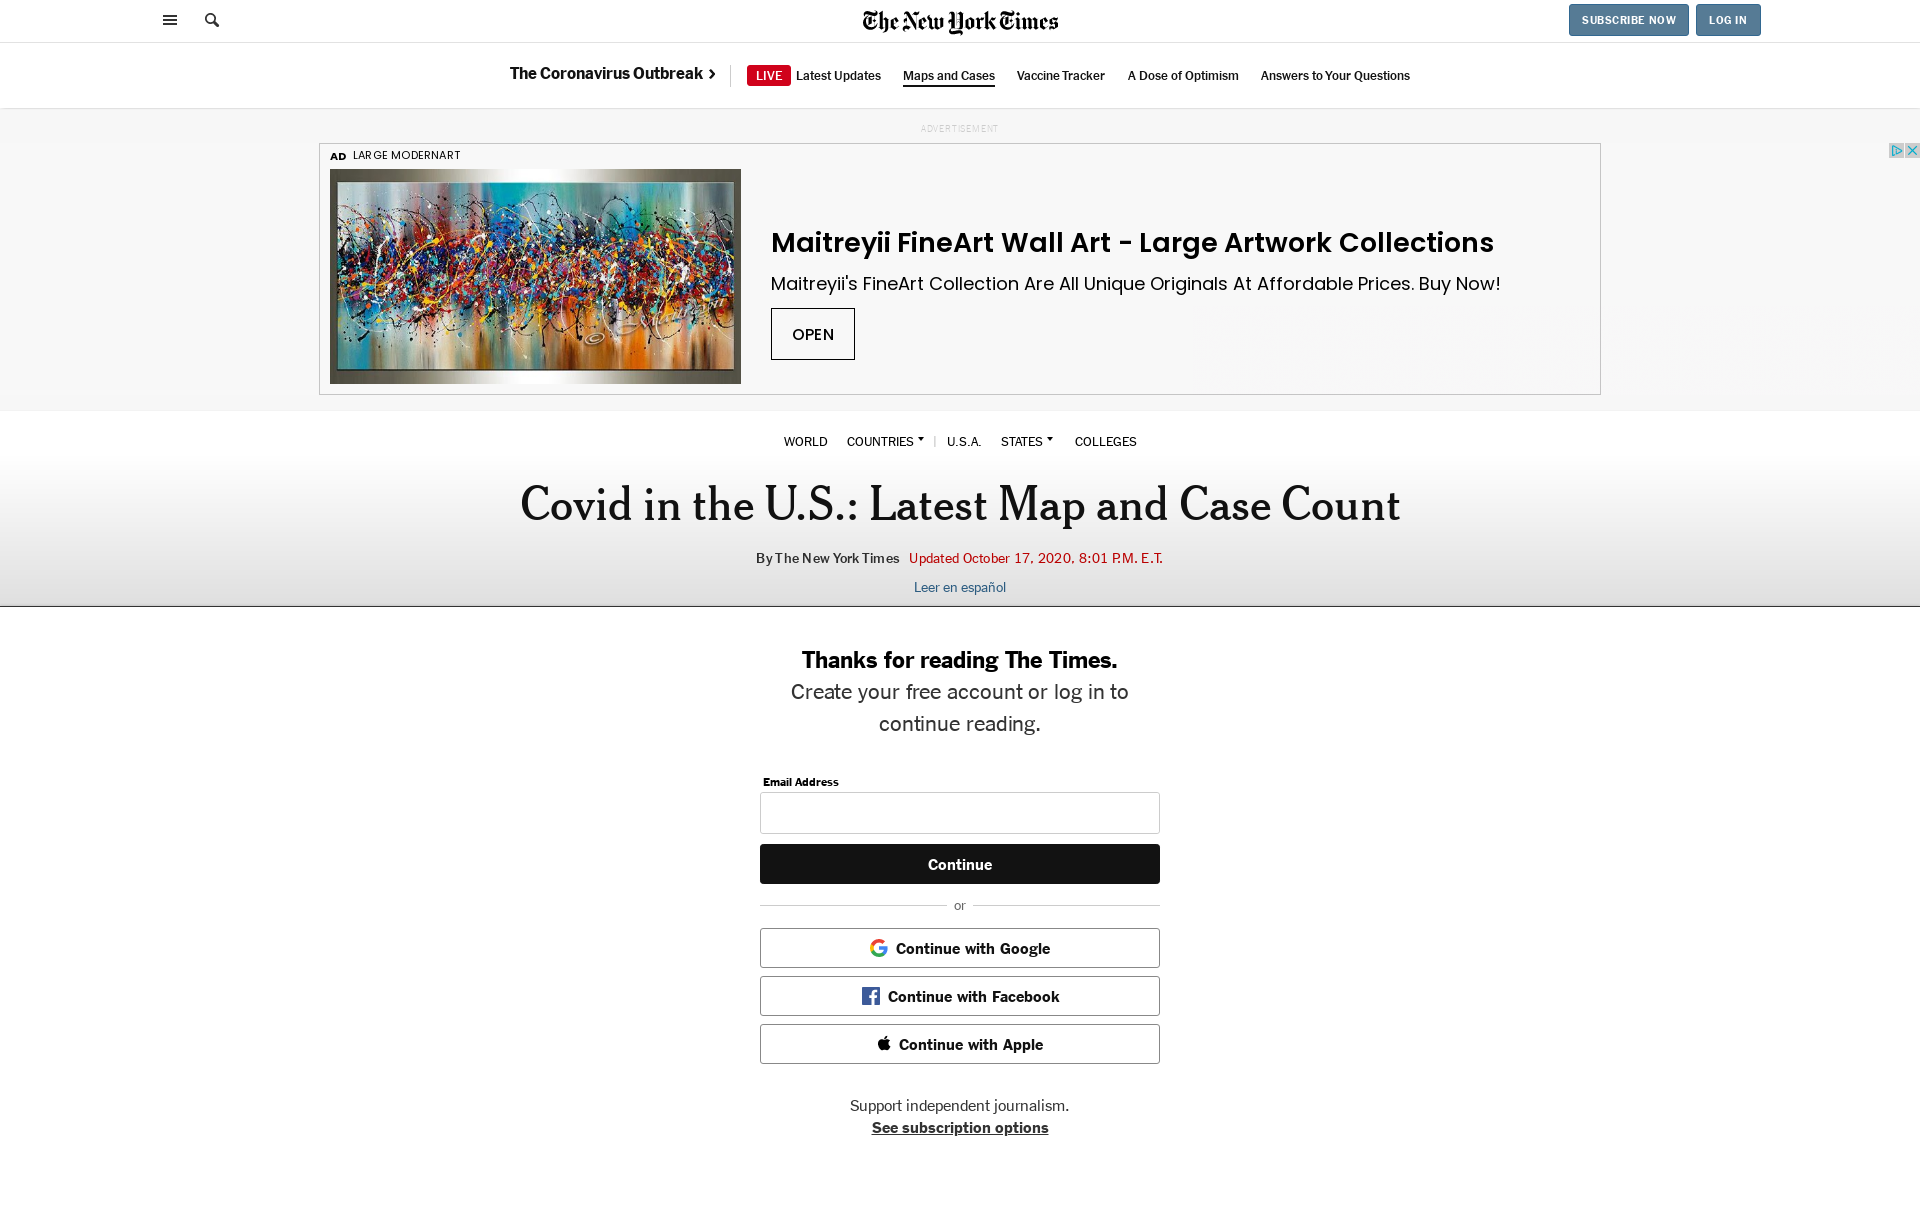 The New York Times
SUBSCRIBE NOW
LOG IN
The Coronavirus Outbreak
LIVE Latest Updates
Maps and Cases
Vaccine Tracker
A Dose of Optimism
Answers to Your Questions
ADVERTISEMENT
AD LARGE MODERNART
Maitreyii FineArt Wall Art - Large Artwork Collections
Maitreyii's FineArt Collection Are All Unique Originals At Affordable Prices. Buy Now!
OPEN
WORLD COUNTRIES | U.S.A. STATES COLLEGES
Covid in the U.S.: Latest Map and Case Count
By The New York Times Updated October 17, 2020, 8:01 P.M. E.T.
Leer en español
Thanks for reading The Times.
Create your free account or log in to
continue reading.
Email Address
Continue
or
Continue with Google
Continue with Facebook
Continue with Apple
Support independent journalism.
See subscription options